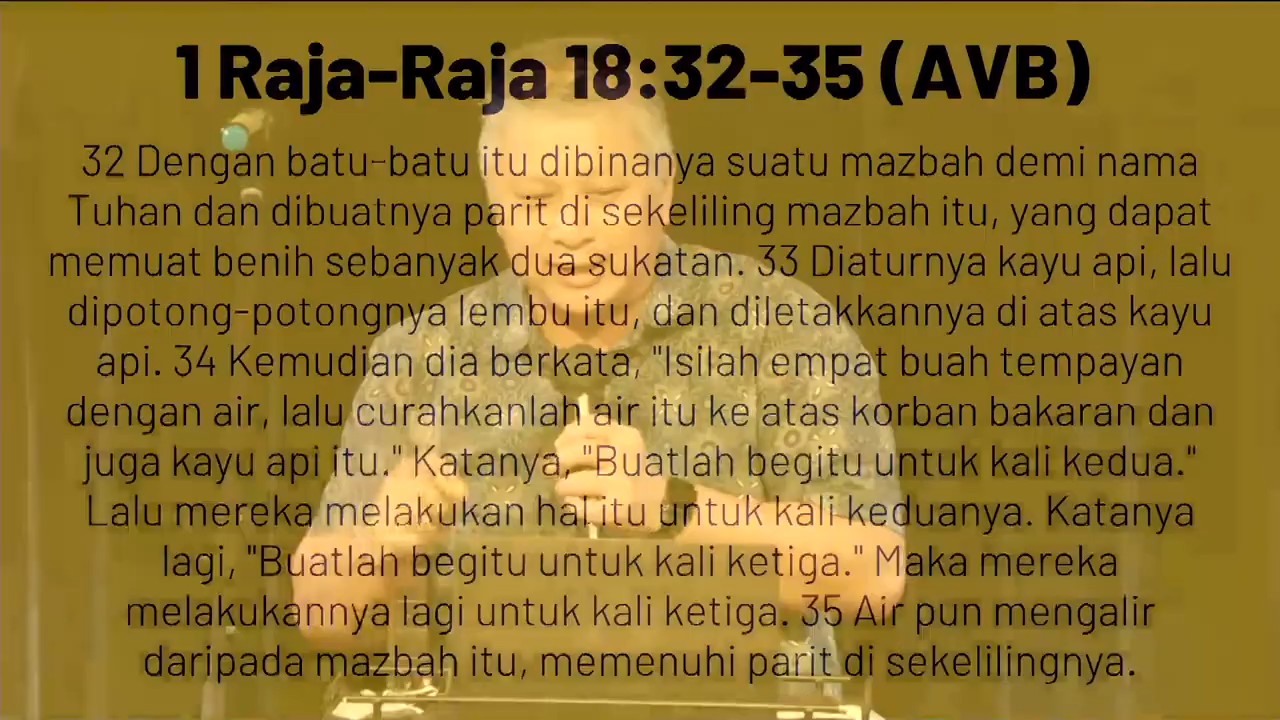 1 Raja-Raja 18:32-35 (AVB)
32 Dengan batu-batu itu dibinanya suatu mazbah demi nama
Tuhan dan dibuatnya parit di sekeliling mazbah itu, yang dapat
memuat benih sebanyak dua sukatan. 33 Diaturnya kayu api, lalu
dipotong-potongnya lembu itu, dan diletakkannya di atas kayu
api. 34 Kemudian dia berkata, "Isilah empat buah tempayan
dengan air, lalu curahkanlah air itu ke atas korban bakaran dan
juga kayu api itu." Katanya, "Buatlah begitu untuk kali kedua."
Lalu mereka melakukan hal itu untuk kali keduanya. Katanya
lagi, "Buatlah begitu untuk kali ketiga." Maka mereka
melakukannya lagi untuk kali ketiga. 35 Air pun mengalir
daripada mazbah itu, memenuhi parit di sekelilingnya.